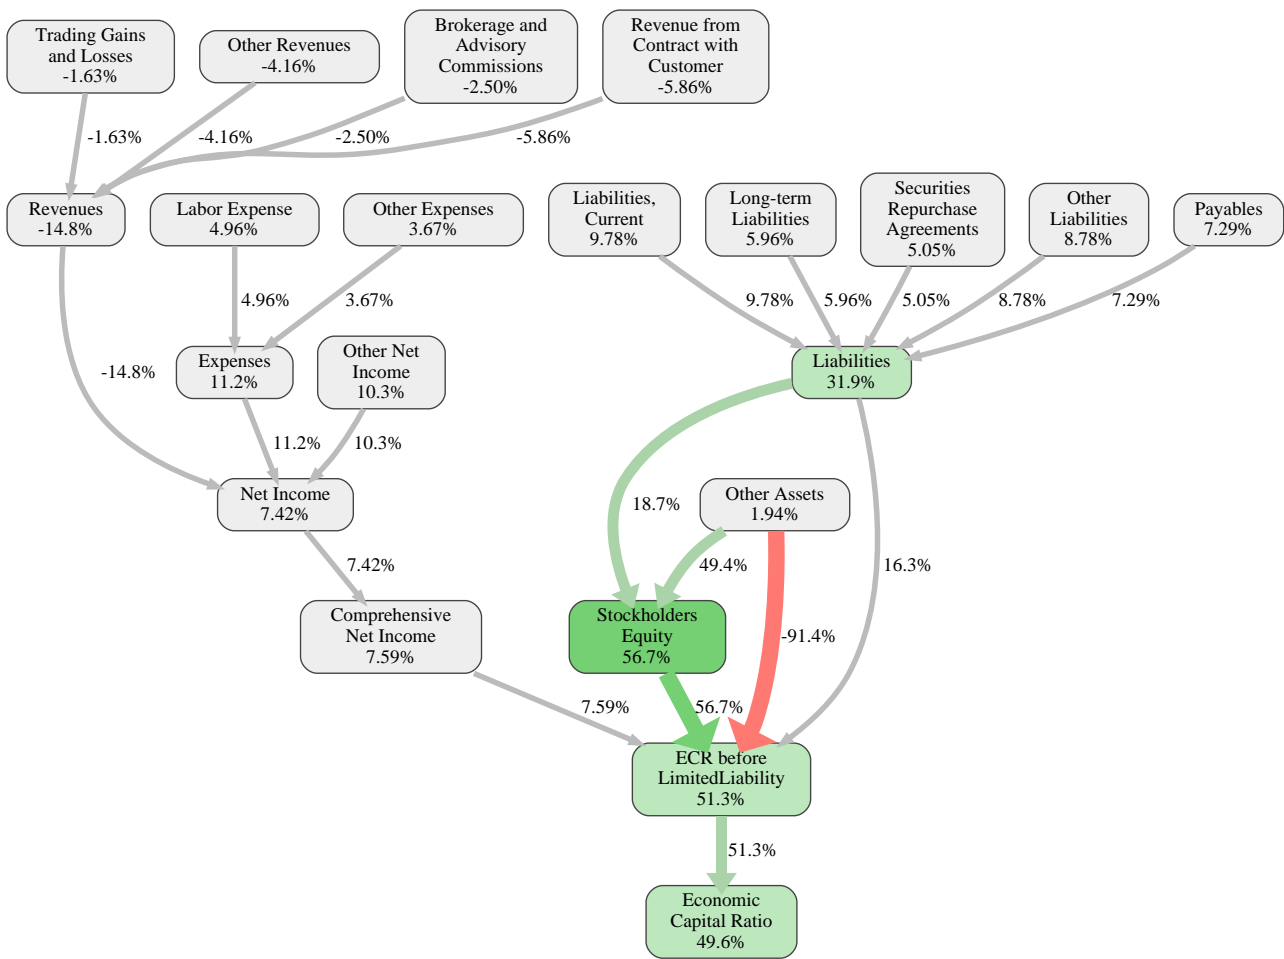 Trading Gains
and Losses
-1.63%
Other Revenues
-4.16%
Brokerage and
Advisory
Commissions
-2.50%
Revenue from
Contract with
Customer
-5.86%
-1.63%
-4.16%
-2.50%
-5.86%
Revenues
-14.8%
Labor Expense
4.96%
Other Expenses
3.67%
Liabilities,
Current
9.78%
Long-term
Liabilities
5.96%
Securities
Repurchase
Agreements
5.05%
Other
Liabilities
8.78%
Payables
7.29%
4.96%
3.67%
9.78%
5.96%
5.05%
8.78%
7.29%
-14.8%
Expenses
11.2%
Other Net
Income
10.3%
Liabilities
31.9%
11.2%
10.3%
Net Income
7.42%
18.7%
Other Assets
1.94%
7.42%
49.4%
16.3%
Comprehensive
Net Income
7.59%
Stockholders
Equity
56.7%
-91.4%
7.59%
56.7%
ECR before
LimitedLiability
51.3%
51.3%
Economic
Capital Ratio
49.6%